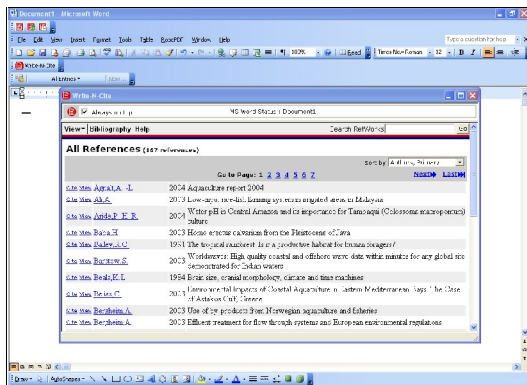 Document1 - Microsoft Word
File Edit View Insert Format Tools Table RosePDF Window Help Type a question for help
100% Read Times New Roman 12 B I
Write-N-Cite
All Entries New
Write-N-Cite
Always on top MS Word Status : Document1
View Bibliography Help Search RefWorks GO
All References (167 references)
Sort by Authors, Primary
Go to Page: 1 2 3 4 5 6 7 Next Last
Cite View 2004 Aquaculture report 2004
Cite View Ali,A. 2003 Low-input rice-fish farming systems in irrigated areas in Malaysia
Cite View Aride,P. H. R. 2004 Water pH in Central Amazon and its importance for Tambaqui (Colossoma macropomum) culture
Cite View Baba,H. 2003 Homo erectus calvarium from the Pleistocene of Java
Cite View Bailey,R.C. 1991 The tropical rainforest: Is it a productive habitat for human foragers?
Cite View Barstow,S. 2003 Worldwaves: High quality coastal and offshore wave data within minutes for any global site
demonstrated for Indian waters
Cite View Beals,K.L. 1984 Brain size, cranial morphology, climate and time machines
Cite View 2003 Environmental Impacts of Coastal Aquaculture in Eastern Mediterranean Bays The Case
of Astakos Gulf, Greece
Cite View Bergheim,A. 2003 Use of by products from Norwegian aquaculture and fisheries
Cite View Bergheim,A. 2003 Effluent treatment for flow through systems and European environmental regulations
Draw AutoShapes